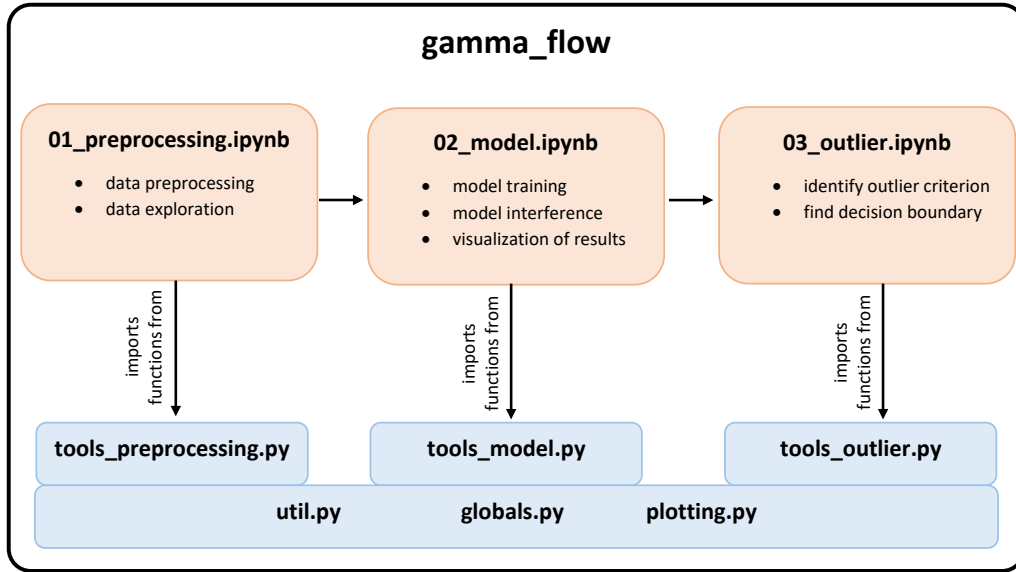 gamma_flow
01_preprocessing.ipynb
• data preprocessing
• data exploration
02_model.ipynb
• model training
• model interference
• visualization of results
03_outlier.ipynb
• identify outlier criterion
• find decision boundary
imports
functions from
imports
functions from
imports
functions from
tools_preprocessing.py
tools_model.py
tools_outlier.py
util.py
globals.py
plotting.py